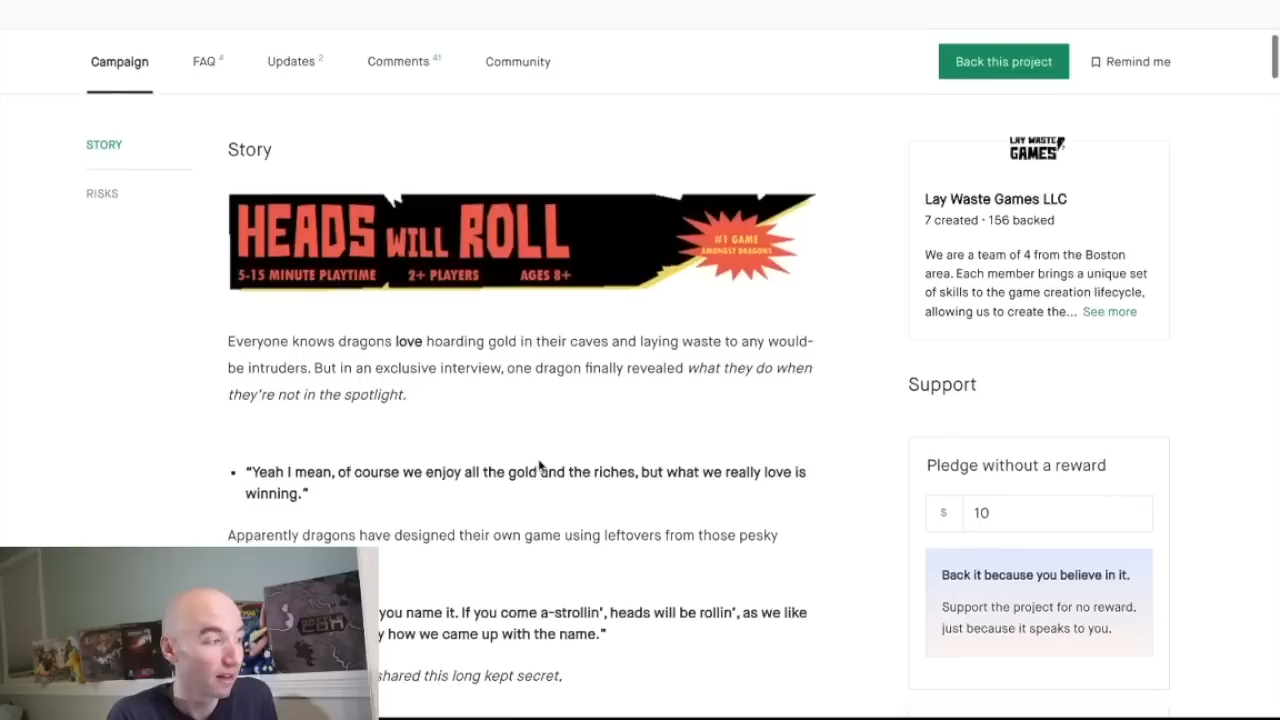 Campaign
FAQ 4
Updates 2
Comments 41
Community
Back this project
Remind me
STORY
RISKS
Story
HEADS WILL ROLL
5-15 MINUTE PLAYTIME 2+ PLAYERS AGES 8+
#1 GAME
AMONGST DRAGONS
Everyone knows dragons love hoarding gold in their caves and laying waste to any would-
be intruders. But in an exclusive interview, one dragon finally revealed what they do when
they're not in the spotlight.
• “Yeah I mean, of course we enjoy all the gold and the riches, but what we really love is
winning.”
Apparently dragons have designed their own game using leftovers from those pesky
you name it. If you come a-strollin’, heads will be rollin’, as we like
y how we came up with the name.”
shared this long kept secret,
LAY WASTE
GAMES
Lay Waste Games LLC
7 created · 156 backed
We are a team of 4 from the Boston
area. Each member brings a unique set
of skills to the game creation lifecycle,
allowing us to create the... See more
Support
Pledge without a reward
$ 10
Back it because you believe in it.
Support the project for no reward,
just because it speaks to you.